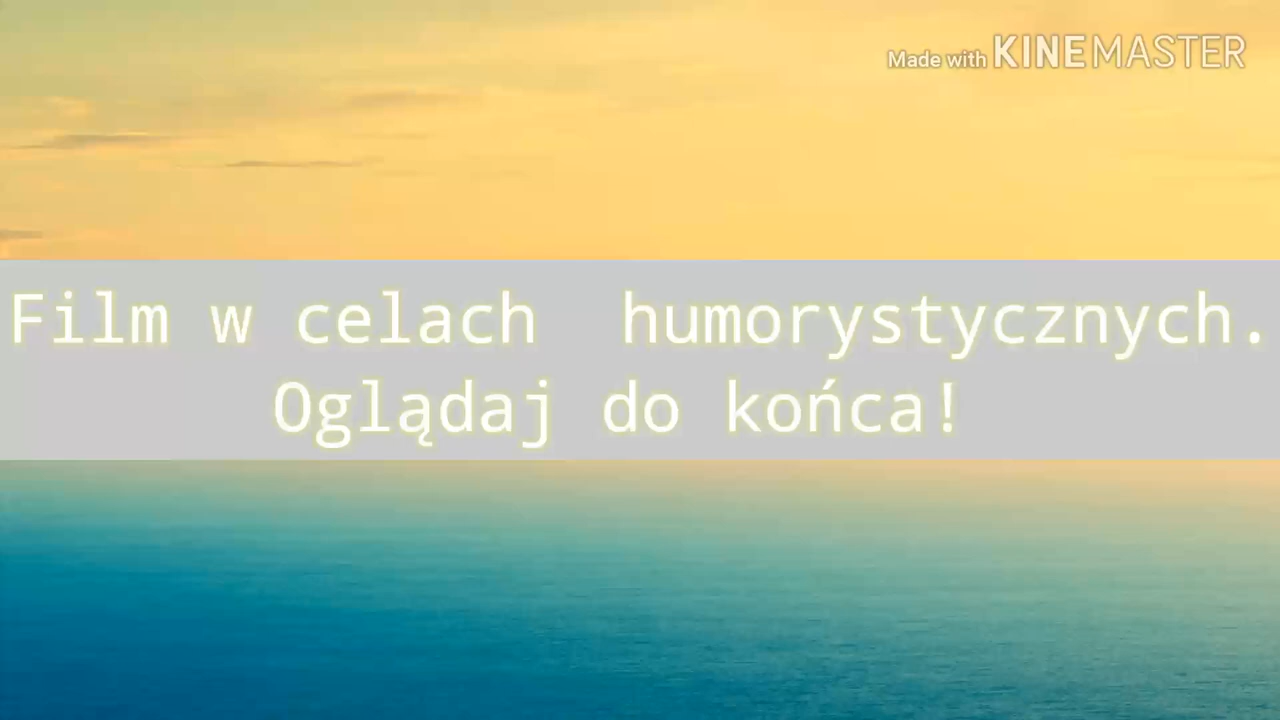 Made with KINEMASTER
Film w celach  humorystycznych.
Oglądaj do końca!